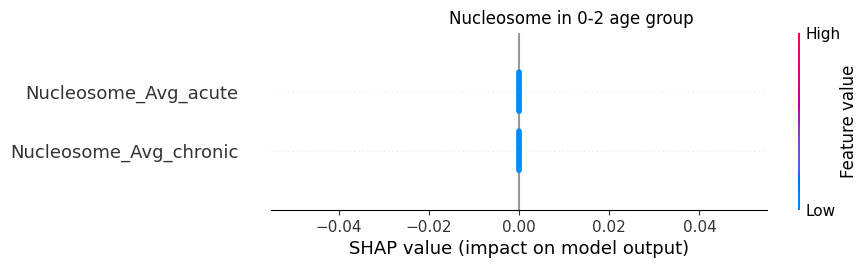 Nucleosome in 0-2 age group
High
Nucleosome_Avg_acute
Nucleosome_Avg_chronic
Feature value
Low
−0.04 −0.02 0.00 0.02 0.04
SHAP value (impact on model output)